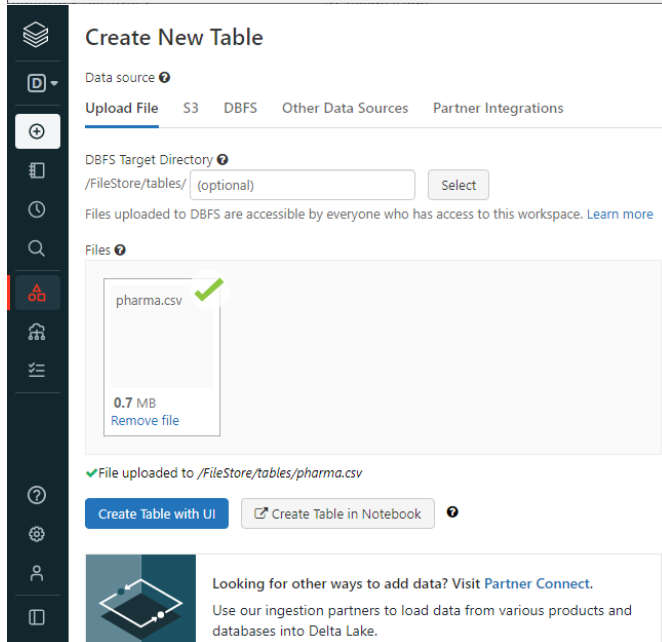 Create New Table
Data source
Upload File S3 DBFS Other Data Sources Partner Integrations
D
DBFS Target Directory
/FileStore/tables/ (optional) Select
Files uploaded to DBFS are accessible by everyone who has access to this workspace. Learn more
Files
pharma.csv
0.7 MB
Remove file
File uploaded to /FileStore/tables/pharma.csv
Create Table with UI Create Table in Notebook
Looking for other ways to add data? Visit Partner Connect.
Use our ingestion partners to load data from various products and
databases into Delta Lake.